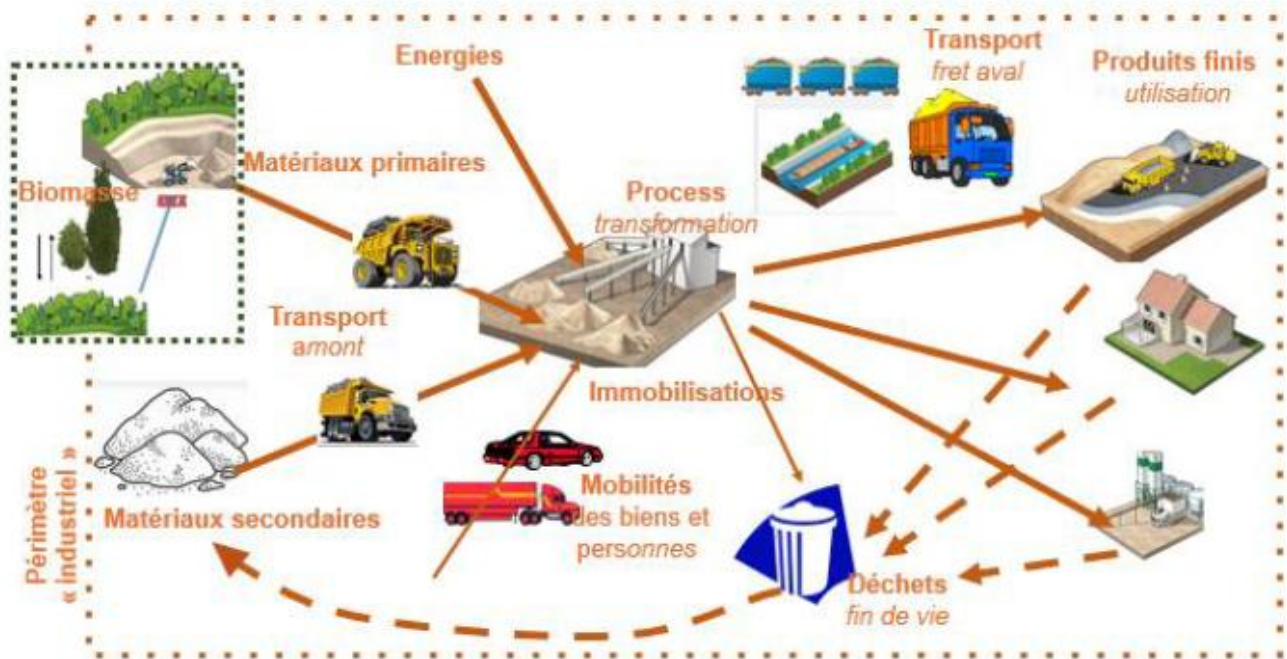 Energies
Transport
fret aval
Produits finis
utilisation
Matériaux primaires
Biomasse
Process
transformation
Transport
amont
Immobilisations
Mobilités
des biens et
personnes
Matériaux secondaires
Périmètre
« industriel »
Déchets
fin de vie